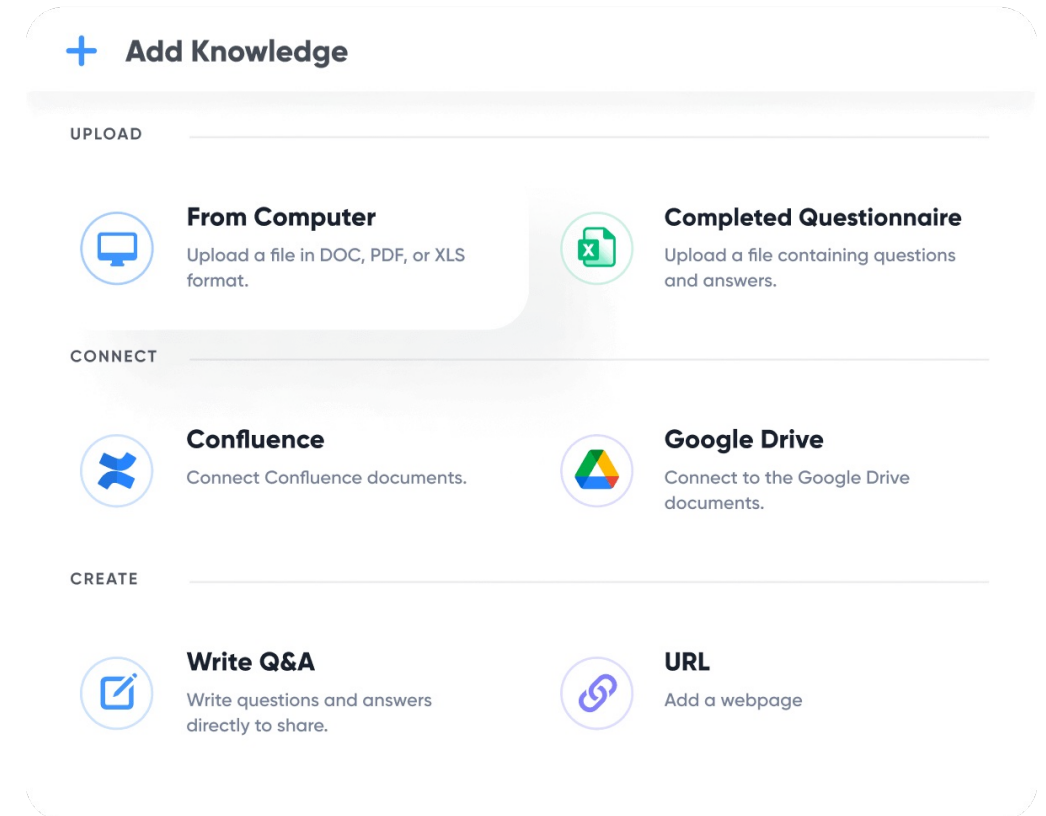 Add Knowledge
UPLOAD
From Computer
Upload a file in DOC, PDF, or XLS
format.
Completed Questionnaire
Upload a file containing questions
and answers.
CONNECT
Confluence
Connect Confluence documents.
Google Drive
Connect to the Google Drive
documents.
CREATE
Write Q&A
Write questions and answers
directly to share.
URL
Add a webpage